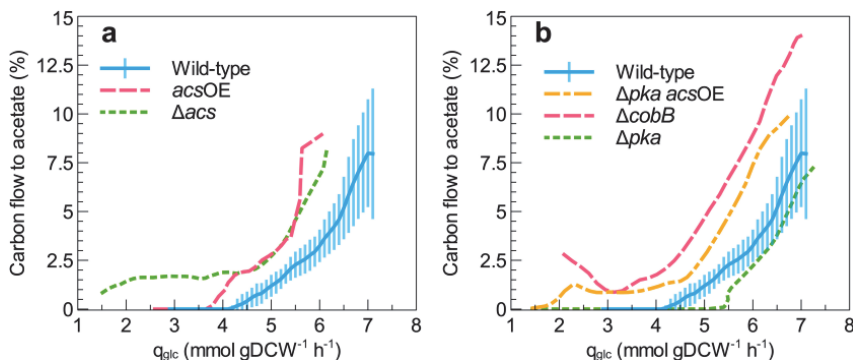 a
Carbon flow to acetate (%)
15
12.5
10
7.5
5
2.5
0
Wild-type
acsOE
Δacs
1 2 3 4 5 6 7 8
qglc (mmol gDCW⁻¹ h⁻¹)
b
Carbon flow to acetate (%)
15
12.5
10
7.5
5
2.5
0
Wild-type
Δpka acsOE
ΔcobB
Δpka
1 2 3 4 5 6 7 8
qglc (mmol gDCW⁻¹ h⁻¹)